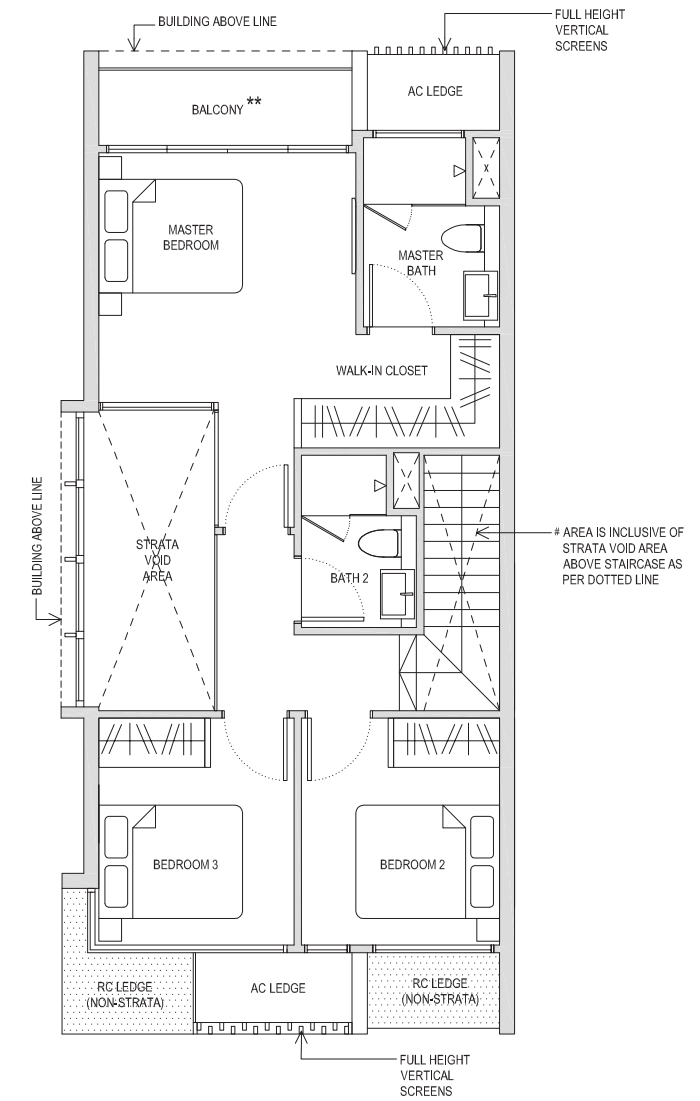 BUILDING ABOVE LINE
FULL HEIGHT
VERTICAL
SCREENS
AC LEDGE
BALCONY **
MASTER
BEDROOM
MASTER
BATH
WALK-IN CLOSET
BUILDING ABOVE LINE
STRATA
VOID
AREA
# AREA IS INCLUSIVE OF
STRATA VOID AREA
ABOVE STAIRCASE AS
PER DOTTED LINE
BATH 2
BEDROOM 3
BEDROOM 2
RC LEDGE
(NON-STRATA)
AC LEDGE
RC LEDGE
(NON-STRATA)
FULL HEIGHT
VERTICAL
SCREENS